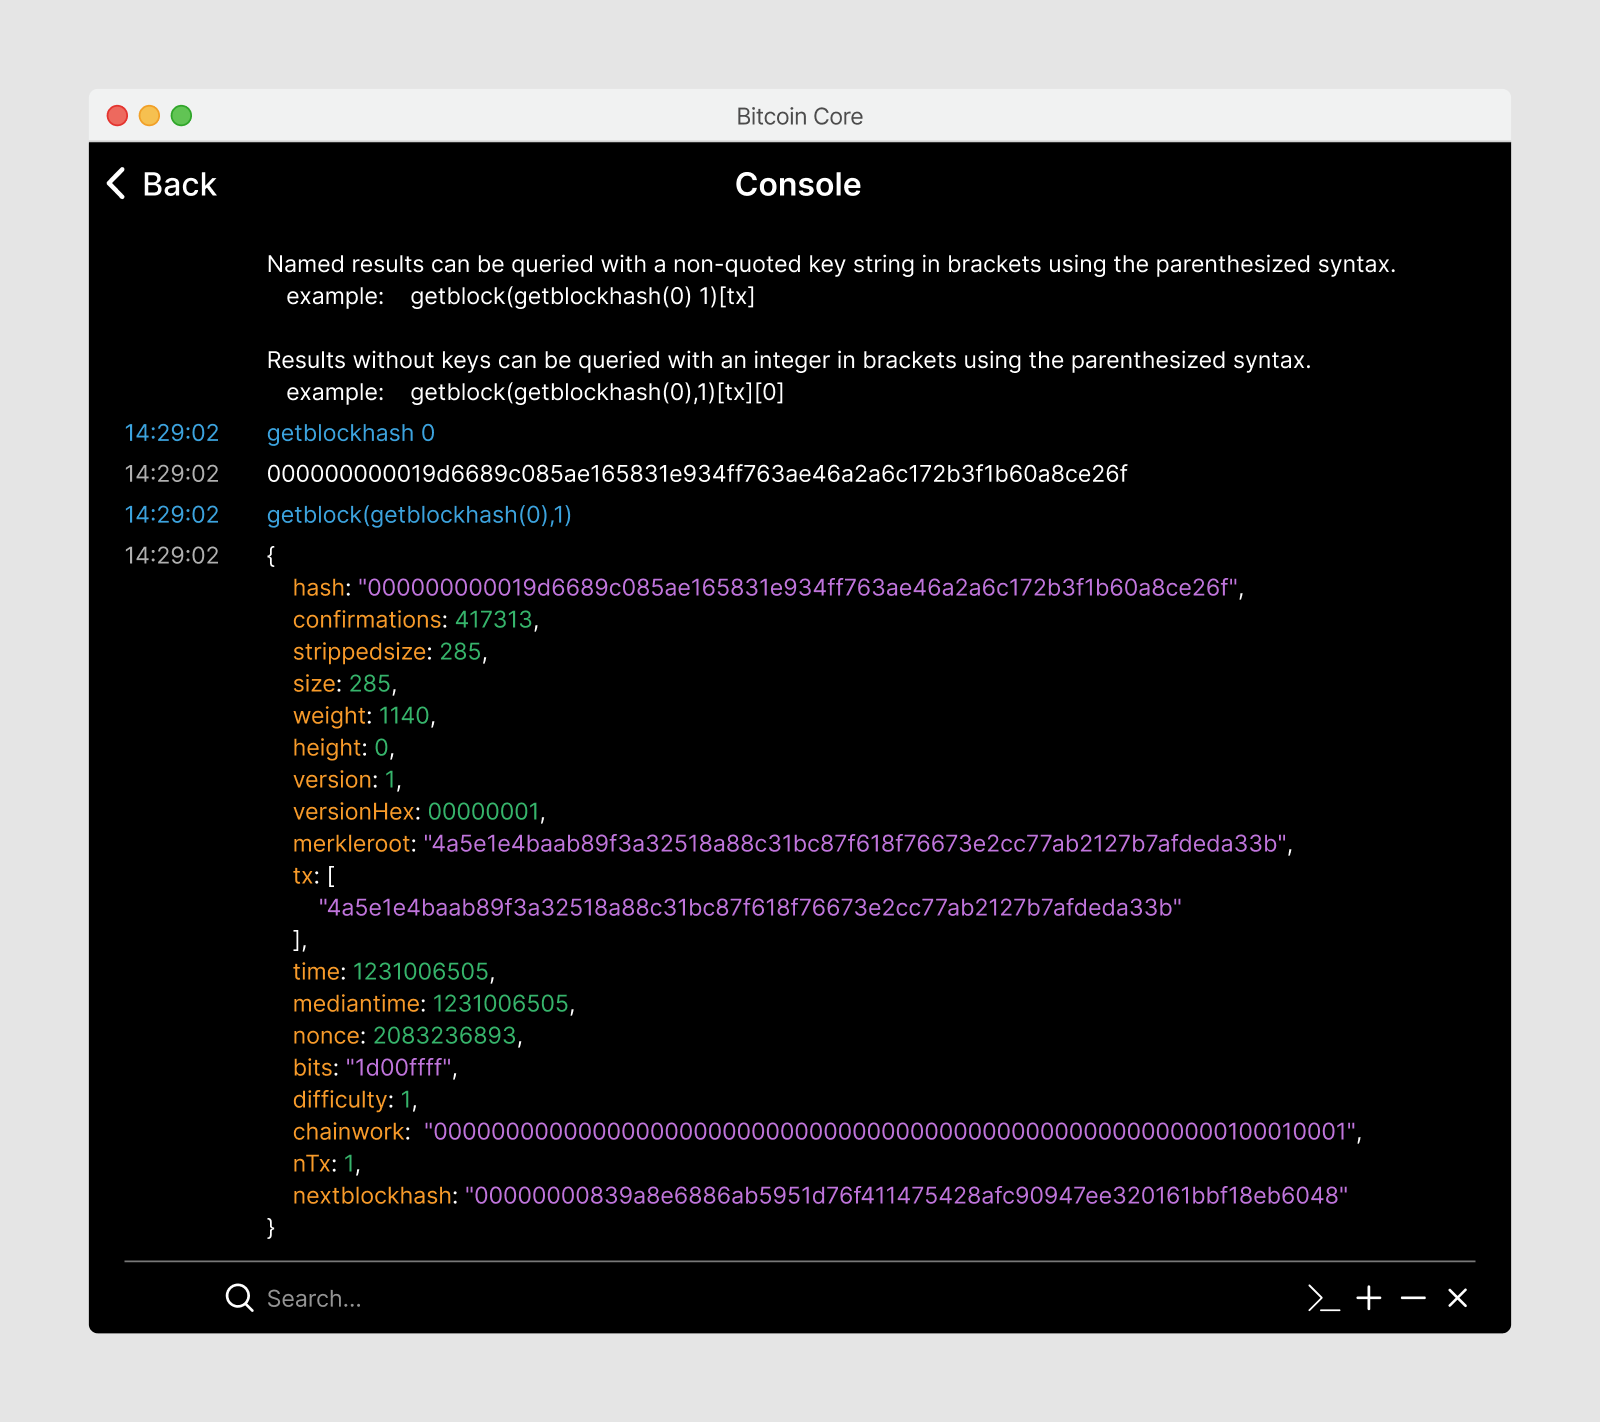 Bitcoin Core
Back
Console
Named results can be queried with a non-quoted key string in brackets using the parenthesized syntax.
example: getblock(getblockhash(0) 1)[tx]
Results without keys can be queried with an integer in brackets using the parenthesized syntax.
example: getblock(getblockhash(0),1)[tx][0]
14:29:02 getblockhash 0
14:29:02 000000000019d6689c085ae165831e934ff763ae46a2a6c172b3f1b60a8ce26f
14:29:02 getblock(getblockhash(0),1)
14:29:02 {
hash: "000000000019d6689c085ae165831e934ff763ae46a2a6c172b3f1b60a8ce26f",
confirmations: 417313,
strippedsize: 285,
size: 285,
weight: 1140,
height: 0,
version: 1,
versionHex: 00000001,
merkleroot: "4a5e1e4baab89f3a32518a88c31bc87f618f76673e2cc77ab2127b7afdeda33b",
tx: [
"4a5e1e4baab89f3a32518a88c31bc87f618f76673e2cc77ab2127b7afdeda33b"
],
time: 1231006505,
mediantime: 1231006505,
nonce: 2083236893,
bits: "1d00ffff",
difficulty: 1,
chainwork: "0000000000000000000000000000000000000000000000000000000100010001",
nTx: 1,
nextblockhash: "00000000839a8e6886ab5951d76f411475428afc90947ee320161bbf18eb6048"
}
Search...